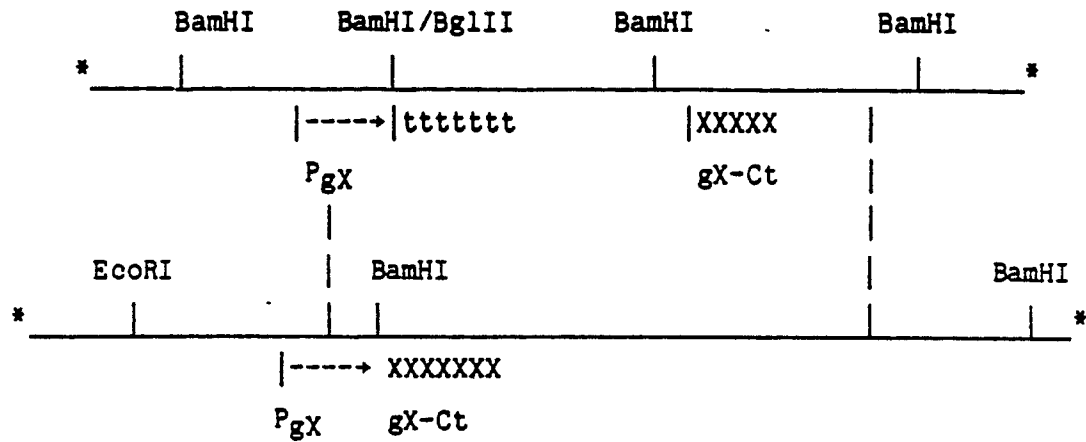 BamHI BamHI/BglII BamHI BamHI
* *
|-----→|ttttttt |XXXXX
PgX gX-Ct
EcoRI BamHI BamHI
* *
|-----→ XXXXXXX
PgX gX-Ct